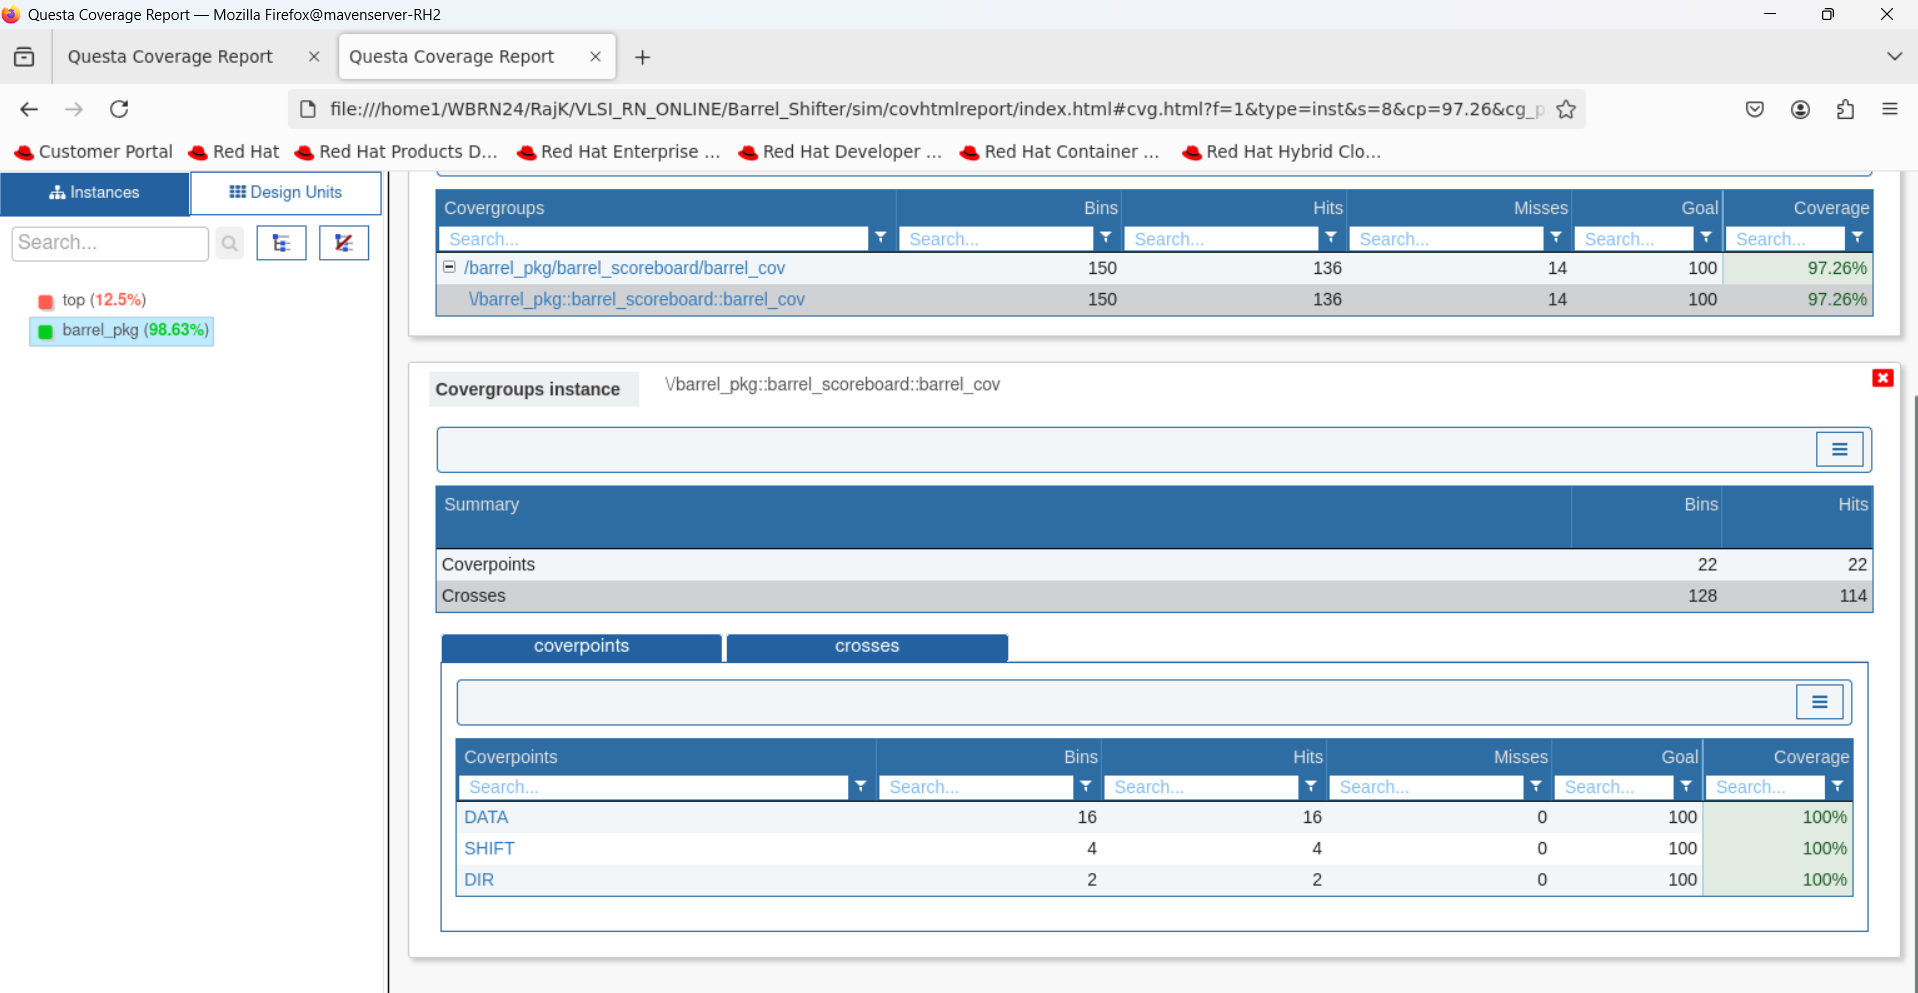 Questa Coverage Report — Mozilla Firefox@mavenserver-RH2
Questa Coverage Report
Questa Coverage Report
file:///home1/WBRN24/RajK/VLSI_RN_ONLINE/Barrel_Shifter/sim/covhtmlreport/index.html#cvg.html?f=1&type=inst&s=8&cp=97.26&cg_p
Customer Portal Red Hat Red Hat Products D... Red Hat Enterprise ... Red Hat Developer ... Red Hat Container ... Red Hat Hybrid Clo...
Instances Design Units
Search...
top (12.5%)
barrel_pkg (98.63%)
Covergroups Bins Hits Misses Goal Coverage
Search... Search... Search... Search... Search... Search...
/barrel_pkg/barrel_scoreboard/barrel_cov 150 136 14 100 97.26%
\/barrel_pkg::barrel_scoreboard::barrel_cov 150 136 14 100 97.26%
Covergroups instance \/barrel_pkg::barrel_scoreboard::barrel_cov
Summary Bins Hits
Coverpoints 22 22
Crosses 128 114
coverpoints crosses
Coverpoints Bins Hits Misses Goal Coverage
Search... Search... Search... Search... Search... Search...
DATA 16 16 0 100 100%
SHIFT 4 4 0 100 100%
DIR 2 2 0 100 100%